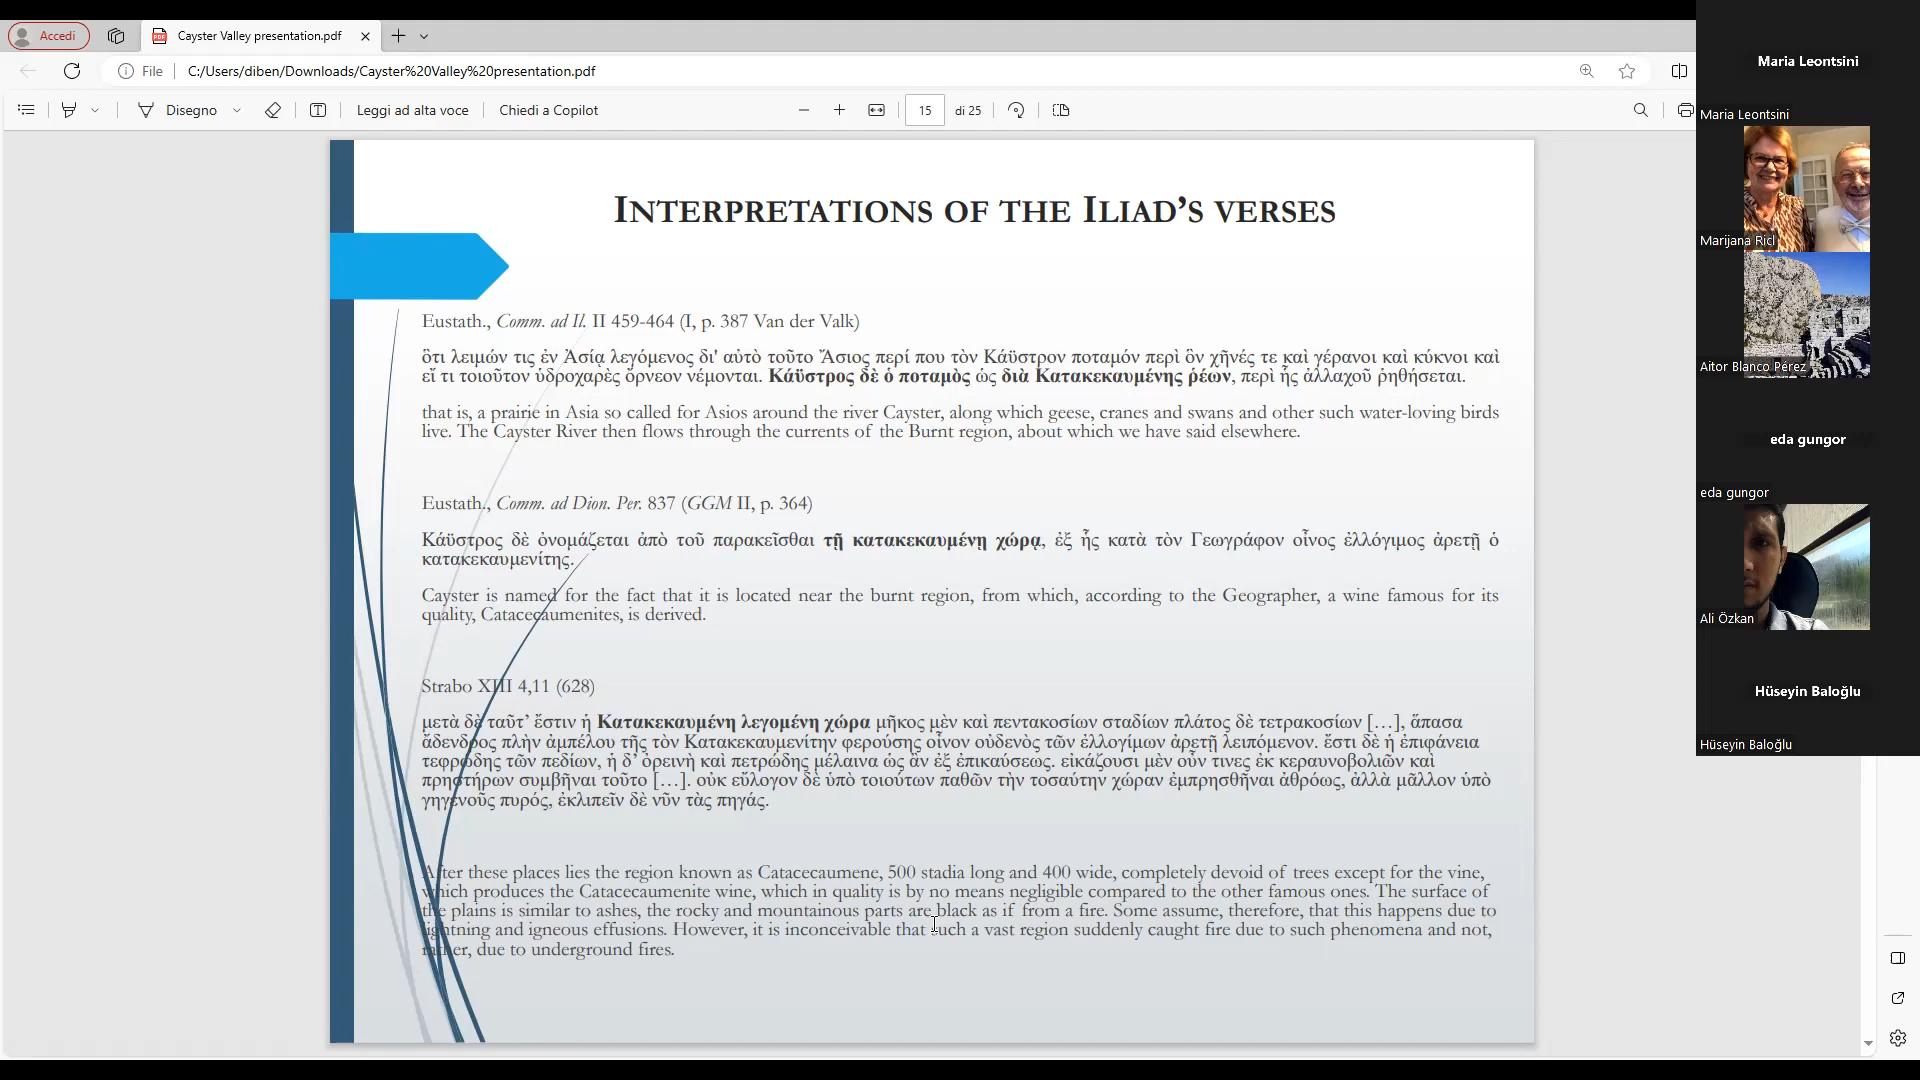 Accedi
Cayster Valley presentation.pdf
File
C:/Users/diben/Downloads/Cayster%20Valley%20presentation.pdf
Disegno
Leggi ad alta voce
Chiedi a Copilot
15
di 25
INTERPRETATIONS OF THE ILIAD'S VERSES
Eustath., Comm. ad Il. II 459-464 (I, p. 387 Van der Valk)
ὅτι λειμών τις ἐν Ἀσίᾳ λεγόμενος δι' αὐτὸ τοῦτο Ἄσιος περί που τὸν Κάϋστρον ποταμόν περὶ ὃν χῆνές τε καὶ γέρανοι καὶ κύκνοι καὶ
εἴ τι τοιοῦτον ὑδροχαρὲς ὄρνεον νέμονται. Κάϋστρος δὲ ὁ ποταμὸς ὡς διὰ Κατακεκαυμένης ῥέων, περὶ ἧς ἀλλαχοῦ ῥηθήσεται.
that is, a prairie in Asia so called for Asios around the river Cayster, along which geese, cranes and swans and other such water-loving birds
live. The Cayster River then flows through the currents of the Burnt region, about which we have said elsewhere.
Eustath., Comm. ad Dion. Per. 837 (GGM II, p. 364)
Κάϋστρος δὲ ὀνομάζεται ἀπὸ τοῦ παρακεῖσθαι τῇ κατακεκαυμένῃ χώρᾳ, ἐξ ἧς κατὰ τὸν Γεωγράφον οἶνος ἐλλόγιμος ἀρετῇ ὁ
κατακεκαυμενίτης.
Cayster is named for the fact that it is located near the burnt region, from which, according to the Geographer, a wine famous for its
quality, Catacecaumenites, is derived.
Strabo XIII 4,11 (628)
μετὰ δὲ ταῦτ' ἔστιν ἡ Κατακεκαυμένη λεγομένη χώρα μῆκος μὲν καὶ πεντακοσίων σταδίων πλάτος δὲ τετρακοσίων […], ἅπασα
ἄδενδρος πλὴν ἀμπέλου τῆς τὸν Κατακεκαυμενίτην φερούσης οἶνον οὐδενὸς τῶν ἐλλογίμων ἀρετῇ λειπόμενον. ἔστι δὲ ἡ ἐπιφάνεια
τεφρώδης τῶν πεδίων, ἡ δ' ὀρεινὴ καὶ πετρώδης μέλαινα ὡς ἂν ἐξ ἐπικαύσεως. εἰκάζουσι μὲν οὖν τινες ἐκ κεραυνοβολιῶν καὶ
πρηστήρων συμβῆναι τοῦτο […]. οὐκ εὔλογον δὲ ὑπὸ τοιούτων παθῶν τὴν τοσαύτην χώραν ἐμπρησθῆναι ἀθρόως, ἀλλὰ μᾶλλον ὑπὸ
γηγενοῦς πυρός, ἐκλιπεῖν δὲ νῦν τὰς πηγάς.
After these places lies the region known as Catacecaumene, 500 stadia long and 400 wide, completely devoid of trees except for the vine,
which produces the Catacecaumenite wine, which in quality is by no means negligible compared to the other famous ones. The surface of
the plains is similar to ashes, the rocky and mountainous parts are black as if from a fire. Some assume, therefore, that this happens due to
lightning and igneous effusions. However, it is inconceivable that such a vast region suddenly caught fire due to such phenomena and not,
rather, due to underground fires.
Maria Leontsini
Maria Leontsini
Marijana Ricl
Aitor Blanco Pérez
eda gungor
eda gungor
Ali Özkan
Hüseyin Baloğlu
Hüseyin Baloğlu